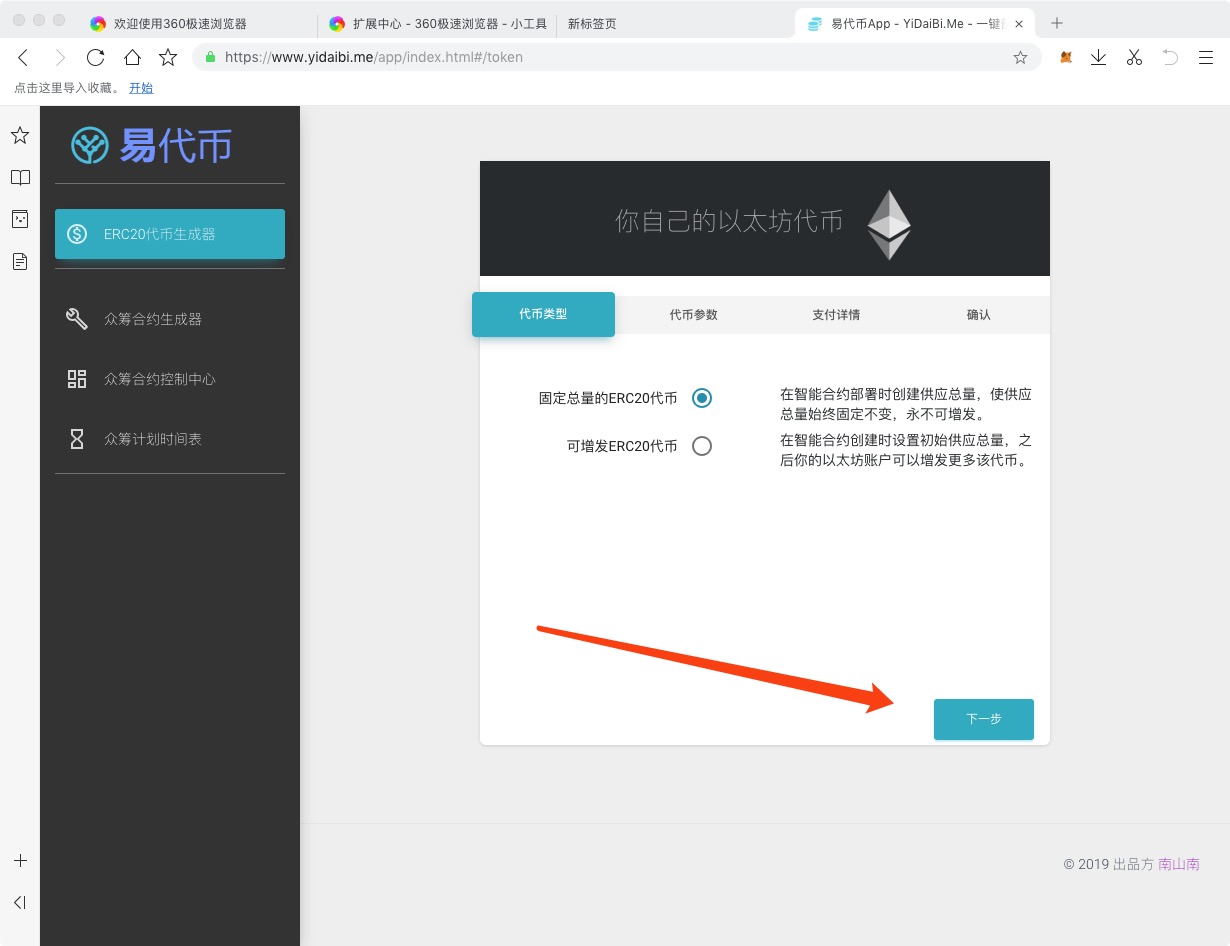 欢迎使用360极速浏览器
扩展中心 - 360极速浏览器 - 小工具
新标签页
易代币App - YiDaiBi.Me - 一键
https://www.yidaibi.me/app/index.html#/token
点击这里导入收藏。 开始
易代币
ERC20代币生成器
众筹合约生成器
众筹合约控制中心
众筹计划时间表
你自己的以太坊代币
代币类型 代币参数 支付详情 确认
固定总量的ERC20代币
在智能合约部署时创建供应总量，使供
应总量始终固定不变，永不可增发。
可增发ERC20代币
在智能合约创建时设置初始供应总量，之
后你的以太坊账户可以增发更多该代币。
下一步
© 2019 出品方 南山南